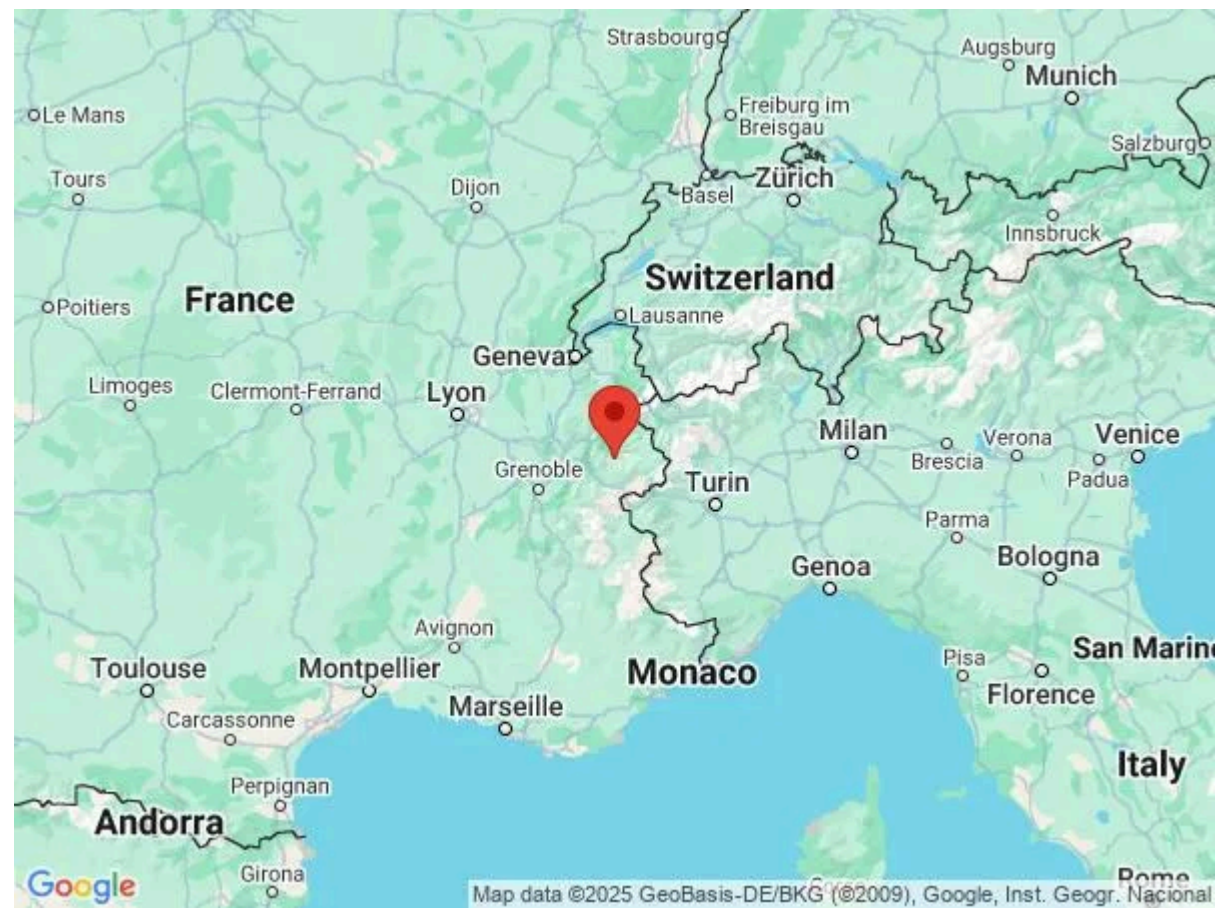 Strasbourg
Augsburg
Munich
Le Mans
Freiburg im
Breisgau
Salzburg
Tours
Dijon
Basel
Zürich
Innsbruck
Switzerland
France
Poitiers
Lausanne
Geneva
Limoges
Clermont-Ferrand
Lyon
Milan
Verona
Venice
Brescia
Padua
Grenoble
Turin
Parma
Bologna
Genoa
Avignon
San Marin
Toulouse
Montpellier
Monaco
Pisa
Florence
Marseille
Carcassonne
Italy
Perpignan
Andorra
Girona
Rome
Google
Map data ©2025 GeoBasis-DE/BKG (©2009), Google, Inst. Geogr. Nacional